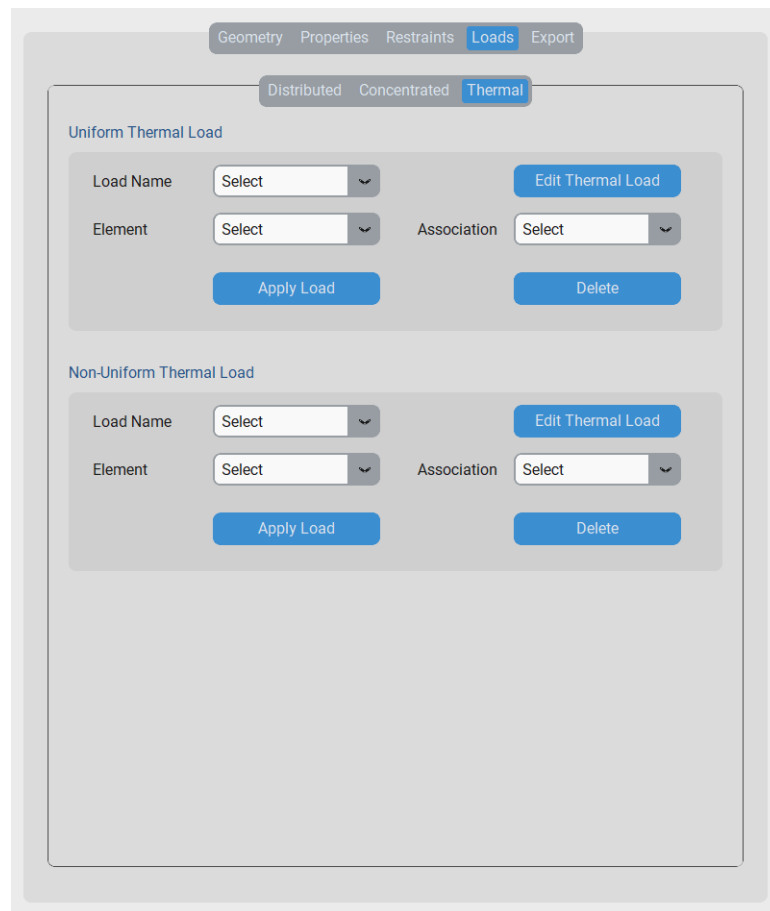 Geometry Properties Restraints Loads Export
Distributed Concentrated Thermal
Uniform Thermal Load
Load Name Select Edit Thermal Load
Element Select Association Select
Apply Load Delete
Non-Uniform Thermal Load
Load Name Select Edit Thermal Load
Element Select Association Select
Apply Load Delete